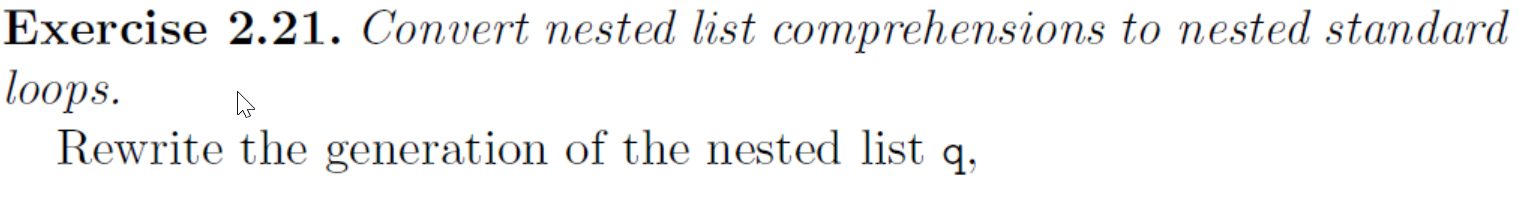 Exercise 2.21. Convert nested list comprehensions to nested standard
loops.
Rewrite the generation of the nested list q,